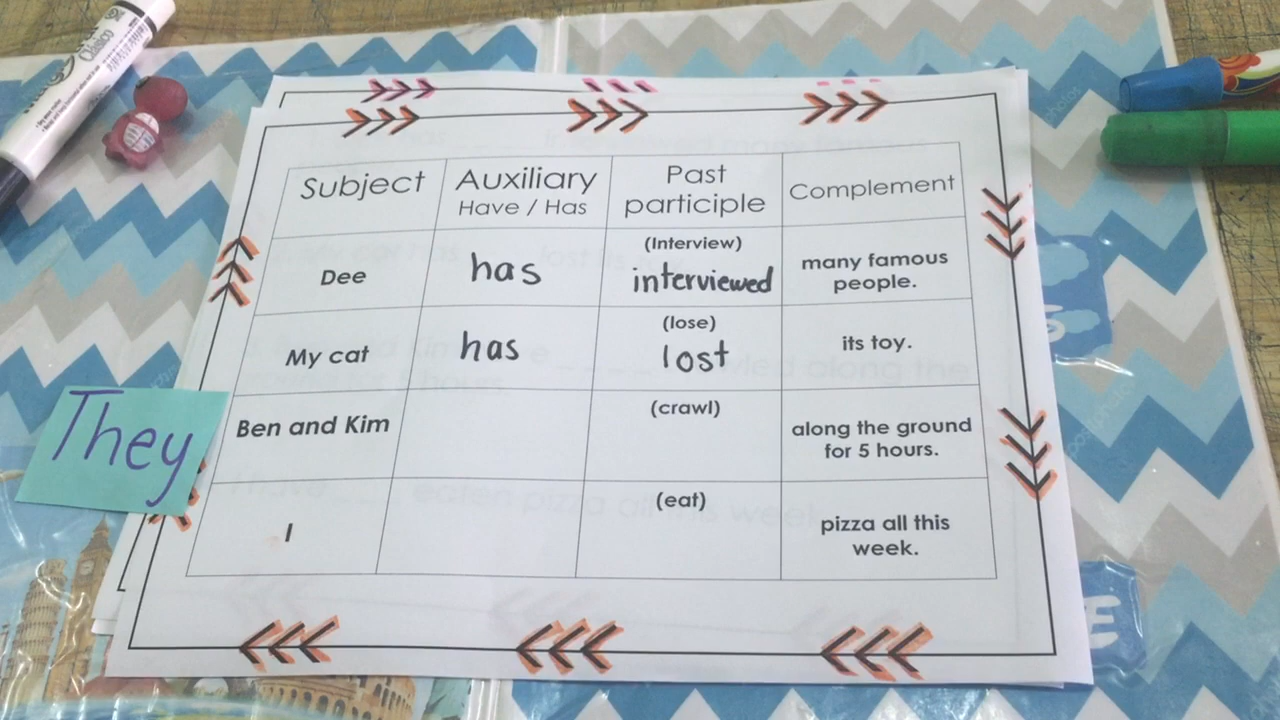 Clasico
Subject
Auxiliary
Have / Has
Past
participle
Complement
Dee
has
(Interview)
interviewed
many famous
people.
My cat
has
(lose)
lost
its toy.
They
Ben and Kim
(crawl)
along the ground
for 5 hours.
I
(eat)
pizza all this
week.